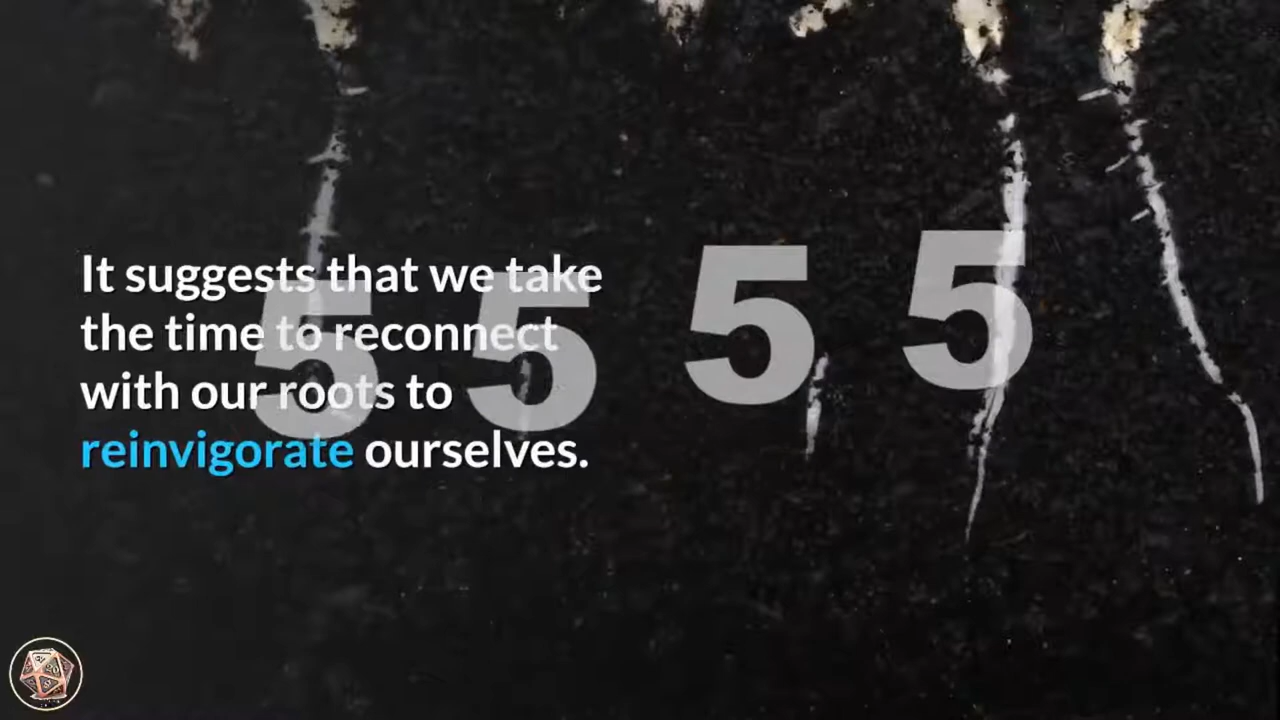 It suggests that we take
the time to reconnect
with our roots to
reinvigorate ourselves.
5 5 5 5